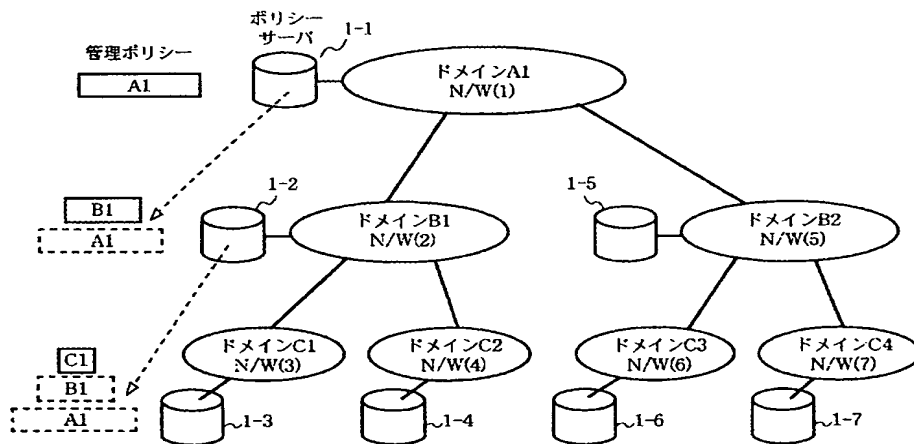 ポリシー
サーバ
1-1
管理ポリシー
A1
ドメインA1
N/W(1)
1-2
1-5
B1
A1
ドメインB1
N/W(2)
ドメインB2
N/W(5)
C1
B1
A1
ドメインC1
N/W(3)
ドメインC2
N/W(4)
ドメインC3
N/W(6)
ドメインC4
N/W(7)
1-3
1-4
1-6
1-7